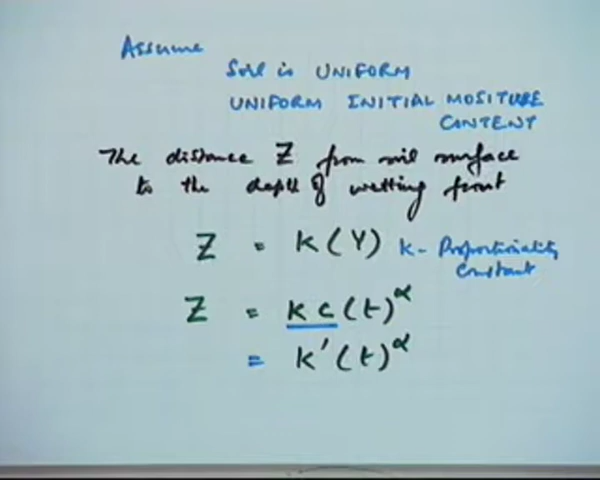 Assume
Soil is UNIFORM
UNIFORM INITIAL MOSITURE
CONTENT
The distance Z from soil surface
to the depth of wetting front
Z = K (Y) K - Proportionality
Constant
Z = K C (t)^α
= K' (t)^α